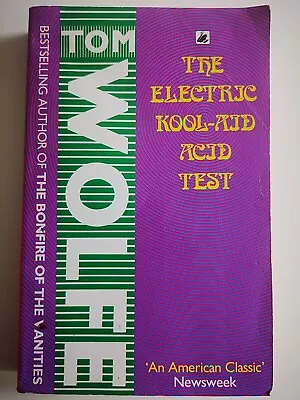 BESTSELLING AUTHOR OF THE BONFIRE OF THE VANITIES
TOM
WOLFE
THE
ELECTRIC
KOOL-AID
ACID
TEST
'An American Classic'
Newsweek